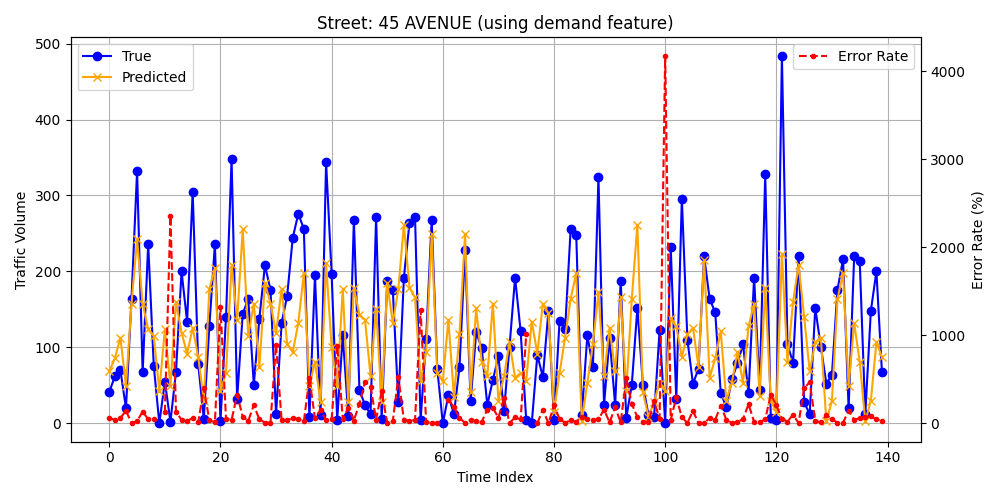 Street: 45 AVENUE (using demand feature)
True
Predicted
Error Rate
Traffic Volume
500
400
300
200
100
0
4000
3000
2000
1000
0
Error Rate (%)
0 20 40 60 80 100 120 140
Time Index